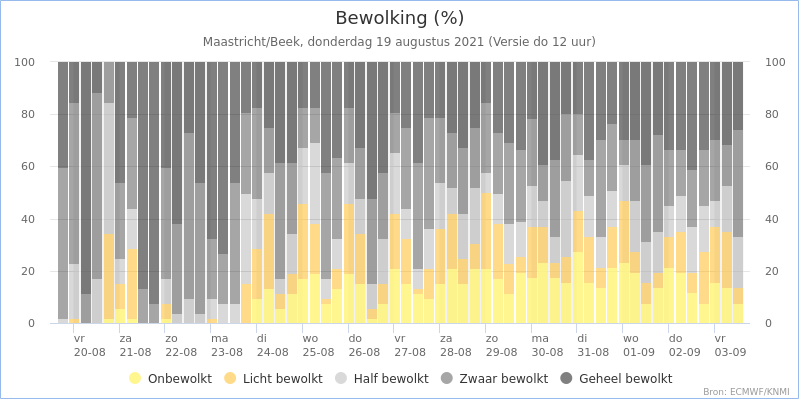 Bewolking (%)
Maastricht/Beek, donderdag 19 augustus 2021 (Versie do 12 uur)
100 100
80 80
60 60
40 40
20 20
0 0
vr za zo ma di wo do vr za zo ma di wo do vr
20-08 21-08 22-08 23-08 24-08 25-08 26-08 27-08 28-08 29-08 30-08 31-08 01-09 02-09 03-09
Onbewolkt Licht bewolkt Half bewolkt Zwaar bewolkt Geheel bewolkt
Bron: ECMWF/KNMI